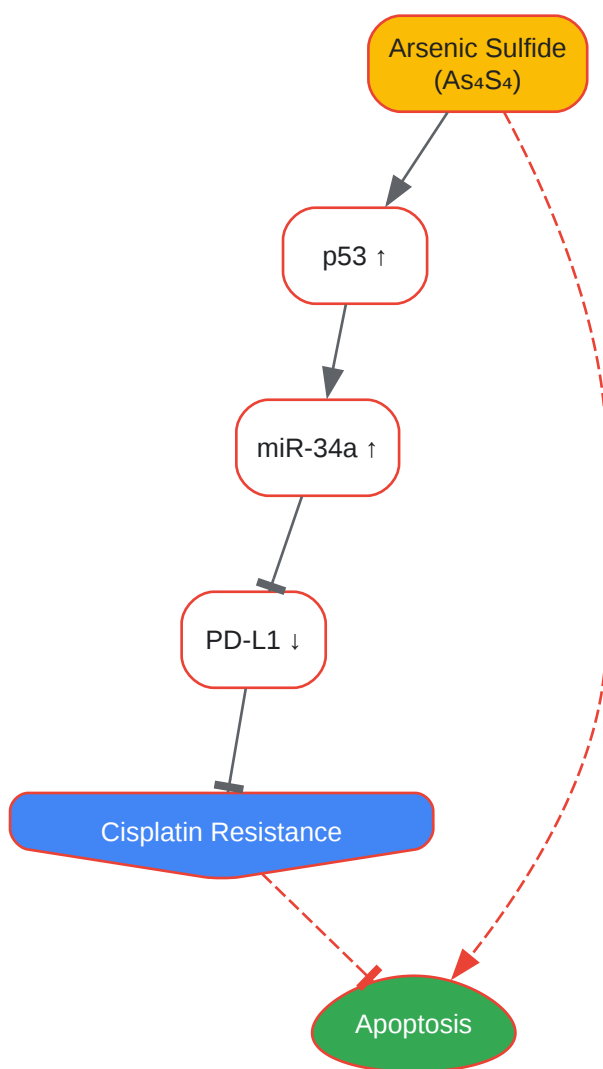 Arsenic Sulfide
(As₄S₄)
p53 ↑
miR-34a ↑
PD-L1 ↓
Cisplatin Resistance
Apoptosis